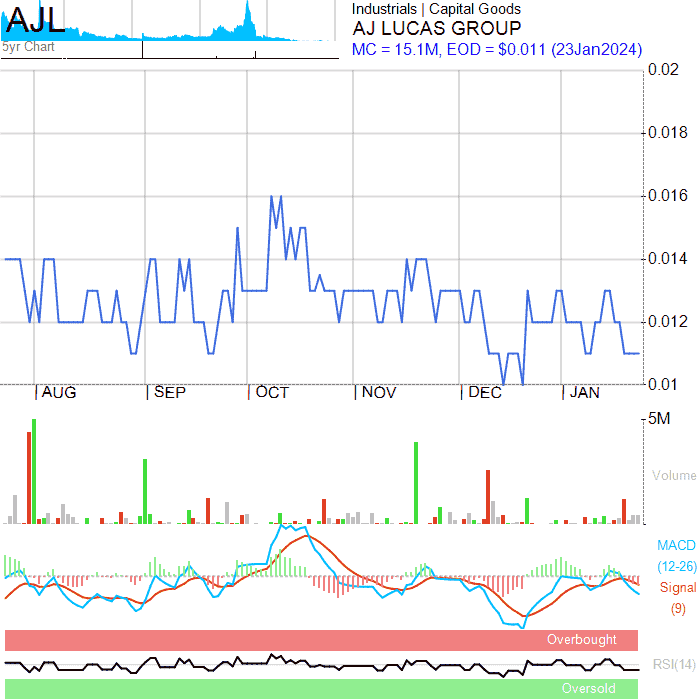 AJL
5yr Chart
Industrials | Capital Goods
AJ LUCAS GROUP
MC = 15.1M, EOD = $0.011 (23Jan2024)
0.02
0.018
0.016
0.014
0.012
0.01
AUG
SEP
OCT
NOV
DEC
JAN
5M
Volume
MACD
(12-26)
Signal
(9)
Overbought
RSI(14)
Oversold